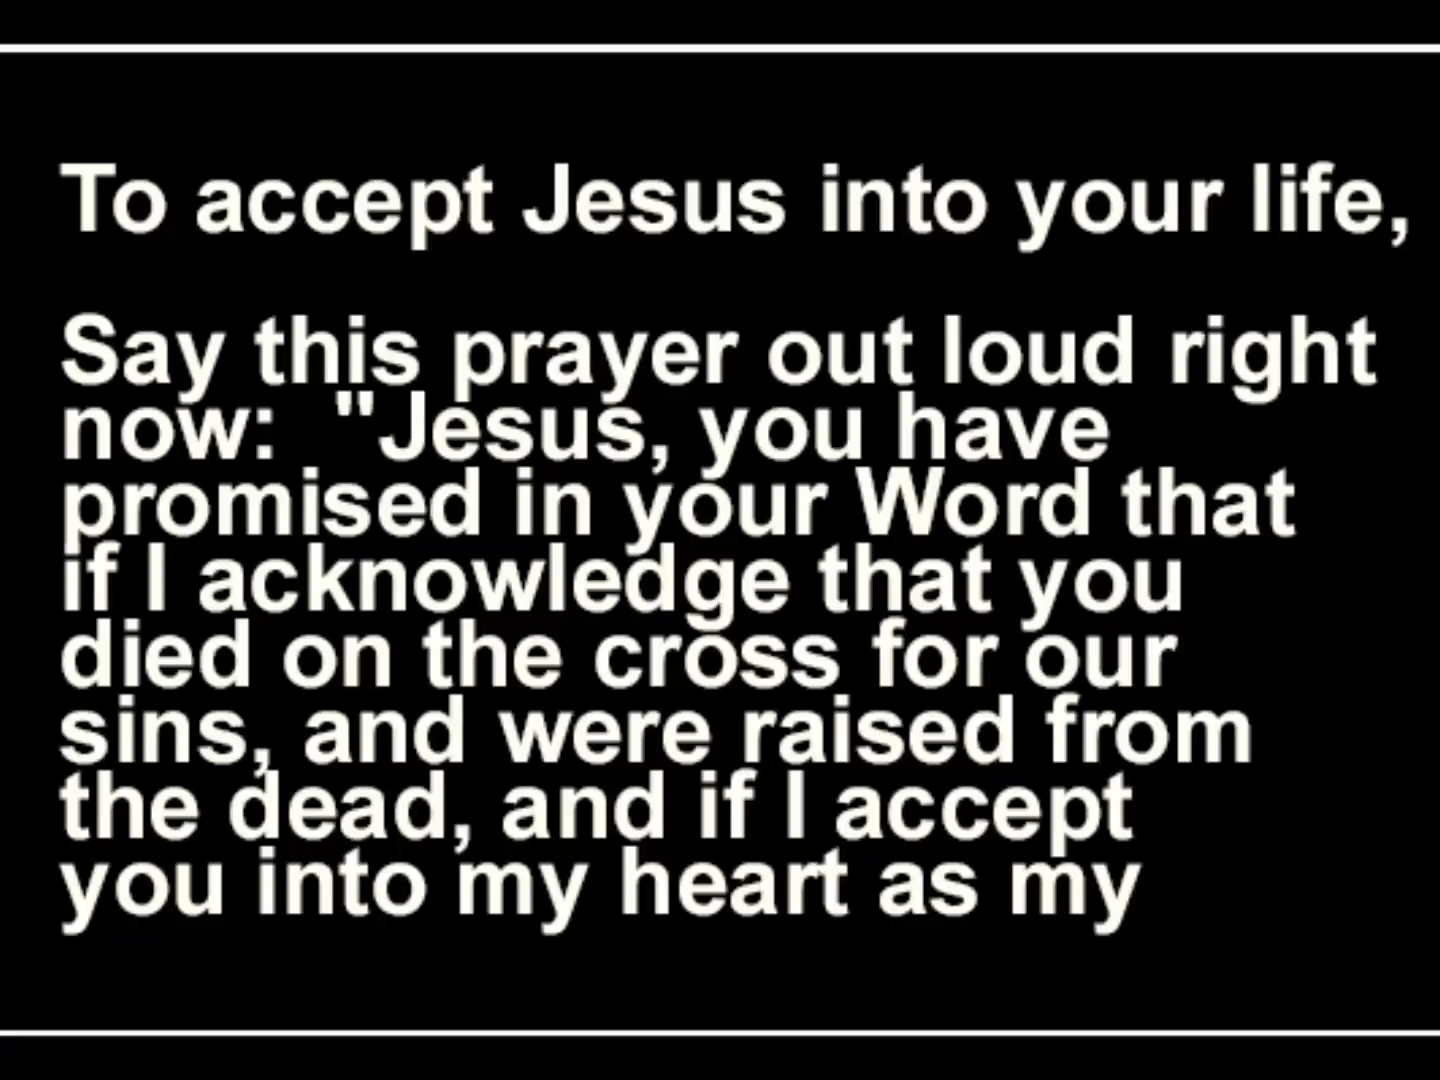 To accept Jesus into your life,
Say this prayer out loud right
now:  "Jesus, you have
promised in your Word that
if I acknowledge that you
died on the cross for our
sins, and were raised from
the dead, and if I accept
you into my heart as my